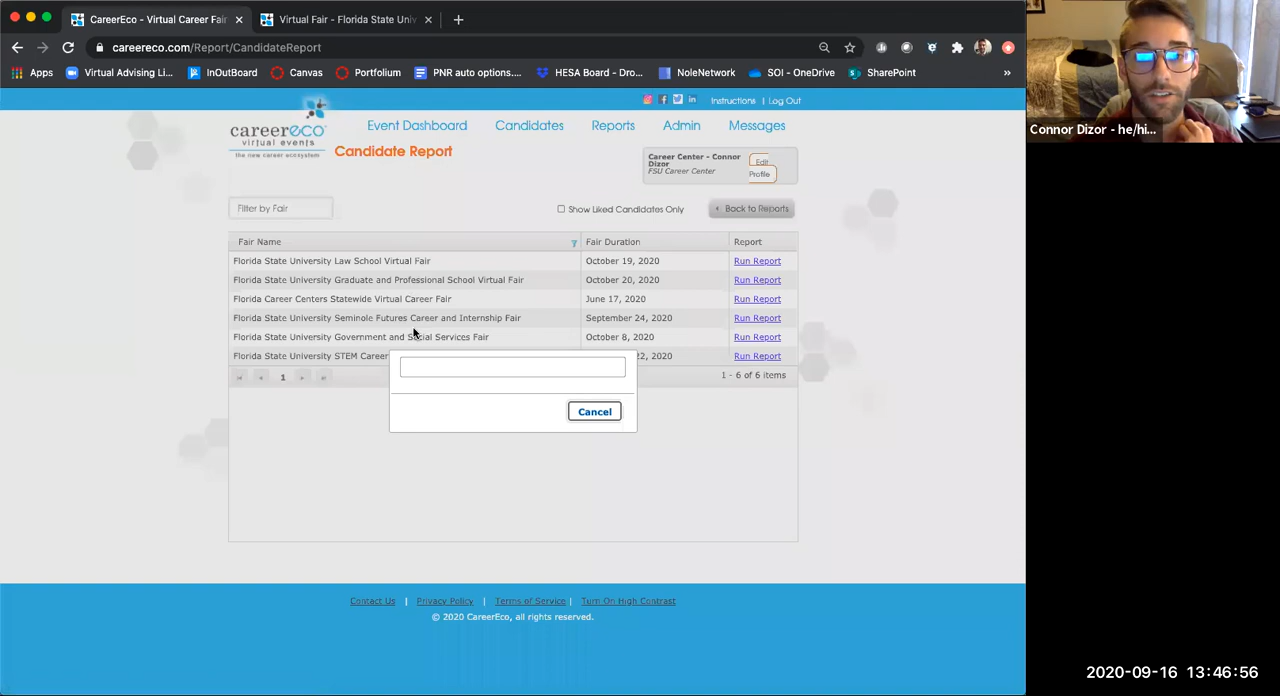 CareerEco - Virtual Career Fair
Virtual Fair - Florida State Univ
careereco.com/Report/CandidateReport
Apps
Virtual Advising Li...
InOutBoard
Canvas
Portfolium
PNR auto options....
HESA Board - Dro...
NoleNetwork
SOI - OneDrive
SharePoint
»
Instructions | Log Out
careereco
virtual events
the new career ecosystem
Event Dashboard
Candidates
Reports
Admin
Messages
Candidate Report
Career Center - Connor
Dizor
FSU Career Center
Edit
Profile
Filter by Fair
Show Liked Candidates Only
Back to Reports
Fair Name Fair Duration Report
Florida State University Law School Virtual Fair October 19, 2020 Run Report
Florida State University Graduate and Professional School Virtual Fair October 20, 2020 Run Report
Florida Career Centers Statewide Virtual Career Fair June 17, 2020 Run Report
Florida State University Seminole Futures Career and Internship Fair September 24, 2020 Run Report
Florida State University Government and Social Services Fair October 8, 2020 Run Report
Florida State University STEM Career 22, 2020 Run Report
1
1 - 6 of 6 items
Cancel
Contact Us | Privacy Policy | Terms of Service | Turn On High Contrast
© 2020 CareerEco, all rights reserved.
Connor Dizor - he/hi...
2020-09-16 13:46:56